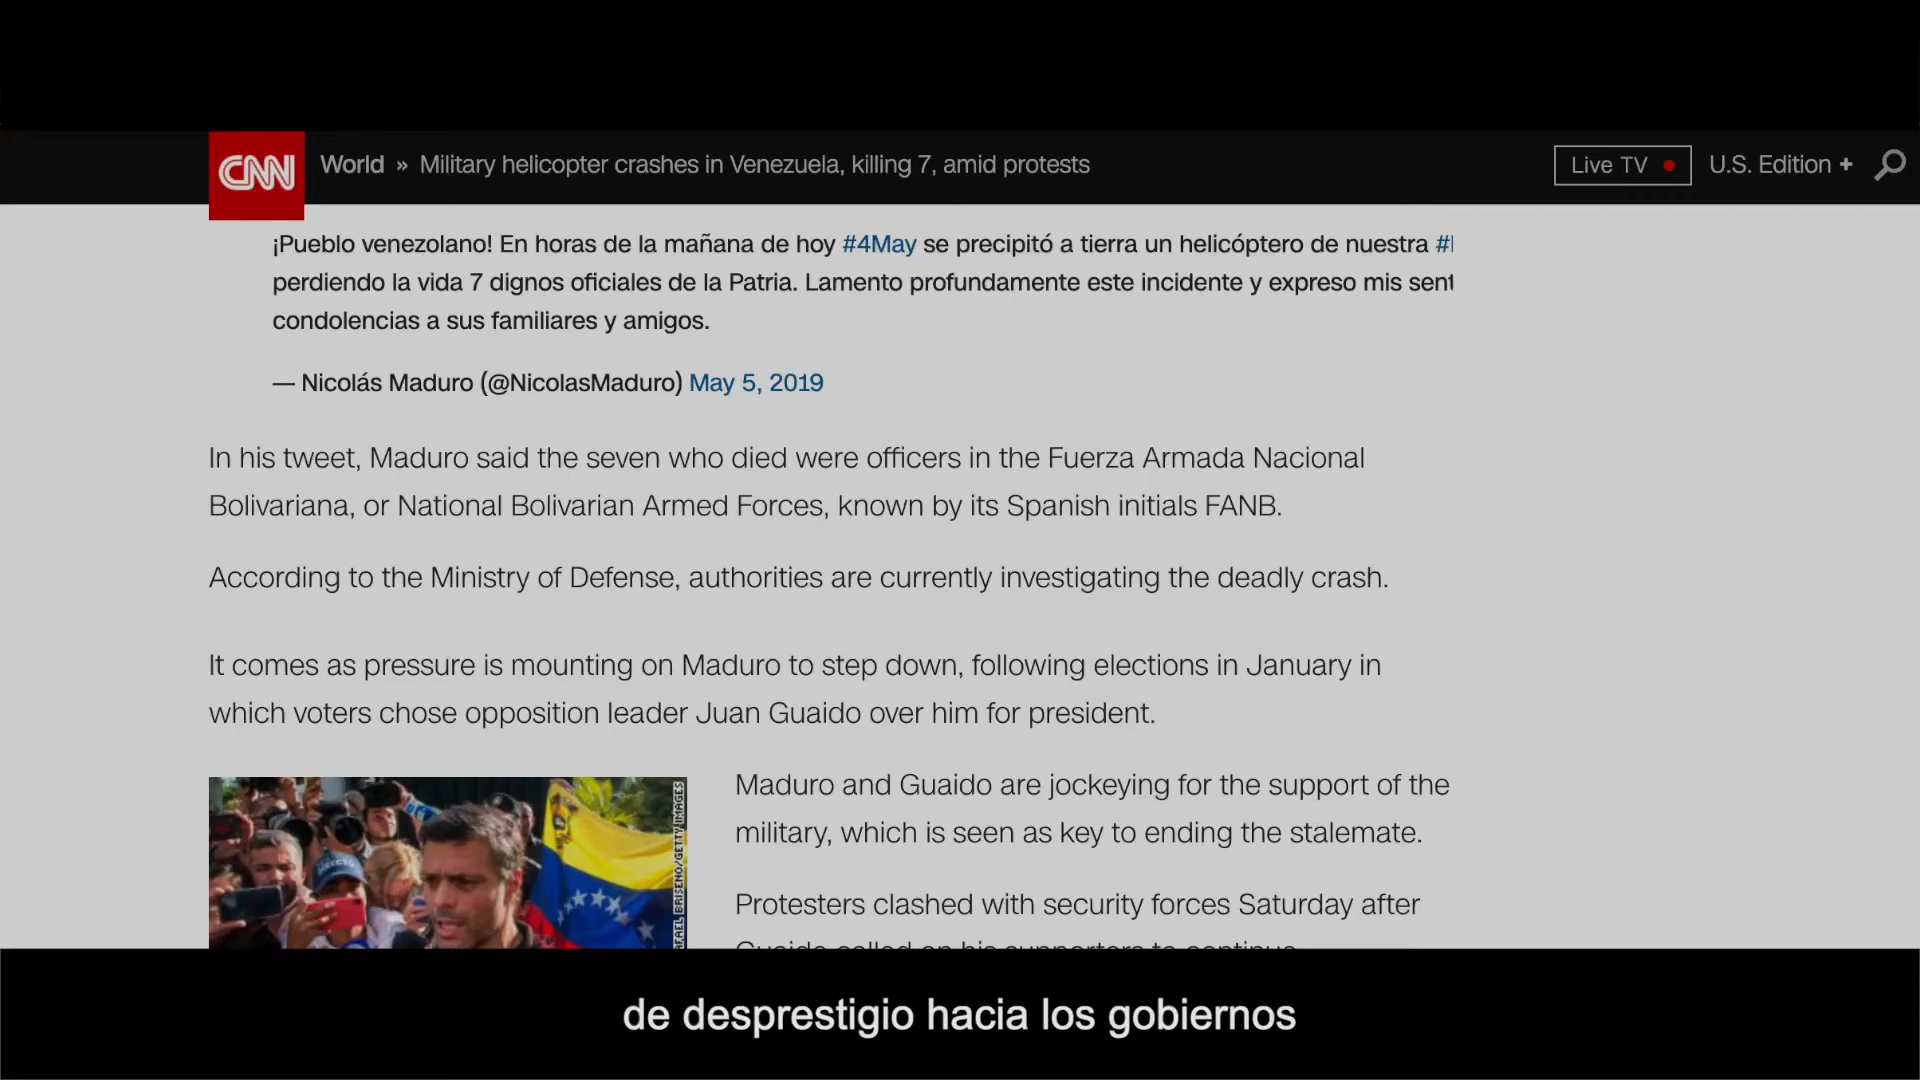 CNN World » Military helicopter crashes in Venezuela, killing 7, amid protests
Live TV U.S. Edition +
¡Pueblo venezolano! En horas de la mañana de hoy #4May se precipitó a tierra un helicóptero de nuestra
perdiendo la vida 7 dignos oficiales de la Patria. Lamento profundamente este incidente y expreso mis
condolencias a sus familiares y amigos.
— Nicolás Maduro (@NicolasMaduro) May 5, 2019
In his tweet, Maduro said the seven who died were officers in the Fuerza Armada Nacional
Bolivariana, or National Bolivarian Armed Forces, known by its Spanish initials FANB.
According to the Ministry of Defense, authorities are currently investigating the deadly crash.
It comes as pressure is mounting on Maduro to step down, following elections in January in
which voters chose opposition leader Juan Guaido over him for president.
BRISENO/GETTY IMAGES
Maduro and Guaido are jockeying for the support of the
military, which is seen as key to ending the stalemate.
Protesters clashed with security forces Saturday after
Guaido called on his supporters to continue
de desprestigio hacia los gobiernos